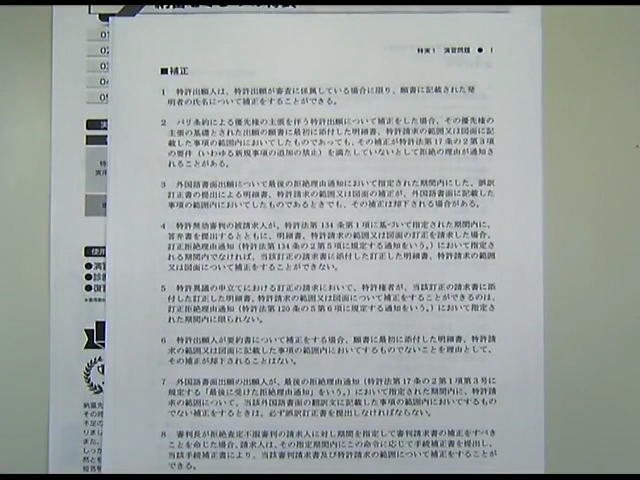 特実1 演習問題 ● 1
■補正
1 特許出願人は、特許出願が審査に係属している場合に限り、願書に記載された発
明者の氏名について補正をすることができる。
2 パリ条約による優先権の主張を伴う特許出願について補正をした場合、その優先権の
主張の基礎とされた出願の願書に最初に添付した明細書、特許請求の範囲又は図面に記
載した事項の範囲内においてしたものであっても、その補正が特許法第17条の2第3項
の要件(いわゆる新規事項の追加の禁止)を満たしていないとして拒絶の理由が通知さ
れることがある。
3 外国語書面出願について最後の拒絶理由通知において指定された期間内にした、誤訳
訂正書の提出による明細書、特許請求の範囲又は図面の補正が、外国語書面に記載した
事項の範囲内においてしたものであるときでも、その補正は却下される場合がある。
4 特許無効審判の被請求人が、特許法第134条第1項に基づいて指定された期間内に、
答弁書を提出するとともに、明細書、特許請求の範囲又は図面の訂正を請求した場合、
訂正拒絶理由通知(特許法第134条の2第5項に規定する通知をいう。)において指定さ
れる期間内でなければ、当該訂正の請求書に添付した訂正した明細書、特許請求の範囲
又は図面について補正をすることができない。
5 特許異議の申立てにおける訂正の請求において、特許権者が、当該訂正の請求書に添
付した訂正した明細書、特許請求の範囲又は図面について補正をすることができるのは、
訂正拒絶理由通知(特許法第120条の5第6項に規定する通知をいう。)において指定さ
れた期間内に限られない。
6 特許出願人が要約書について補正をする場合、願書に最初に添付した明細書、特許請
求の範囲又は図面に記載した事項の範囲内においてするものでないことを理由として、
その補正が却下されることはない。
7 外国語書面出願の出願人が、最後の拒絶理由通知(特許法第17条の2第1項第3号に
規定する「最後に受けた拒絶理由通知」をいう。)において指定された期間内に、特許請
求の範囲について、当該外国語書面の翻訳文に記載した事項の範囲内においてするもの
でない補正をするときは、必ず誤訳訂正書を提出しなければならない。
8 審判長が拒絶査定不服審判の請求人に対し期間を指定して審判請求書の補正をすべき
ことを命じた場合、請求人は、その指定期間内にこの命令に応じて手続補正書を提出し、
当該手続補正書により、当該審判請求書及び特許請求の範囲について補正をすることが
できる。